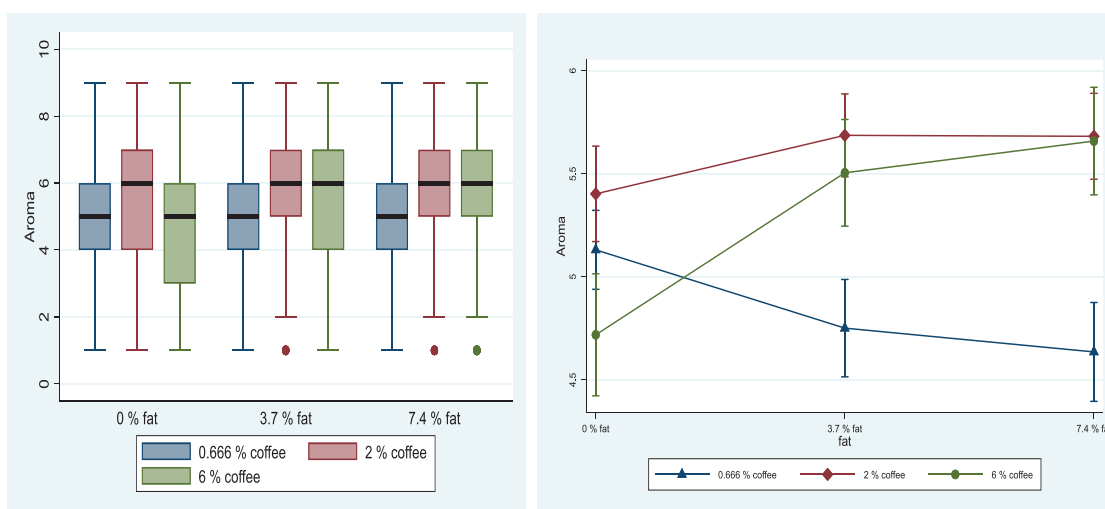 10
8
6
4
2
0
Aroma
0 % fat 3.7 % fat 7.4 % fat
0.666 % coffee 2 % coffee
6 % coffee
6
5.5
5
4.5
Aroma
0 % fat 3.7 % fat 7.4 % fa
fat
0.666 % coffee 2 % coffee 6 % coffee